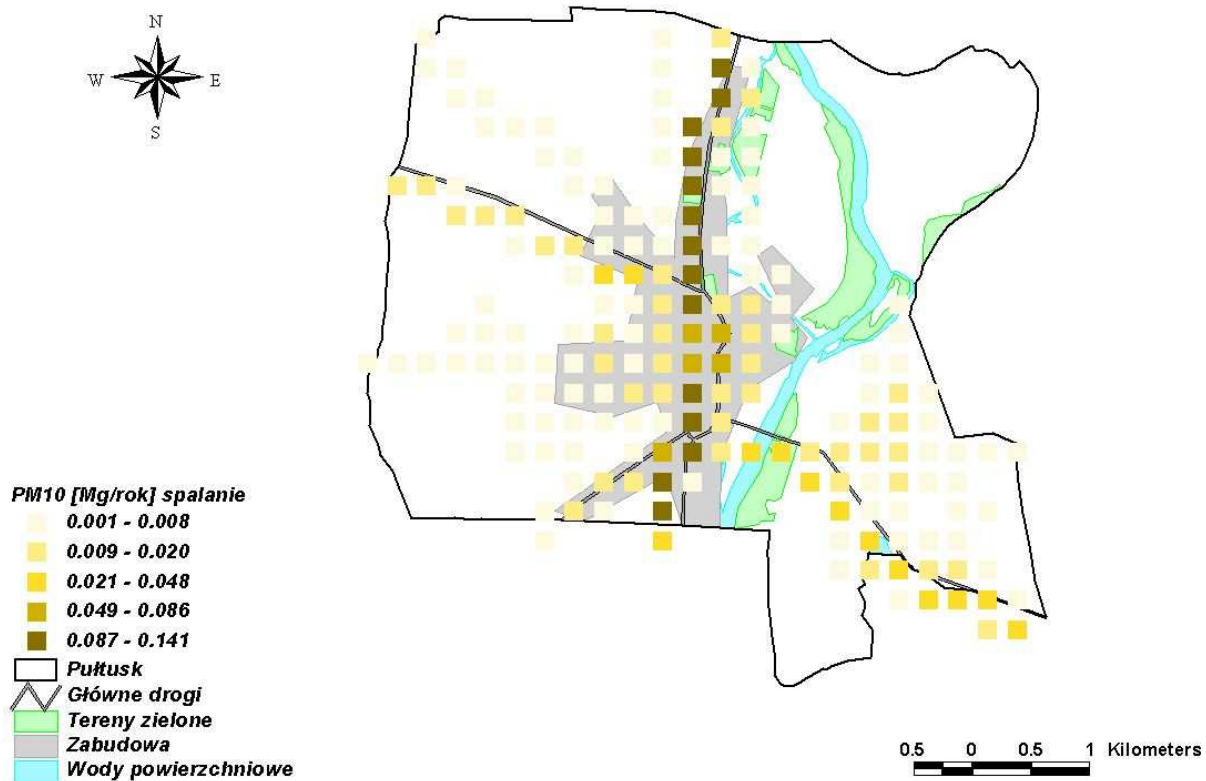 N
W E
S
PM10 [Mg/rok] spalanie
0.001 - 0.008
0.009 - 0.020
0.021 - 0.048
0.049 - 0.086
0.087 - 0.141
Pułtusk
Główne drogi
Tereny zielone
Zabudowa
Wody powierzchniowe
0.5 0 0.5 1 Kilometers